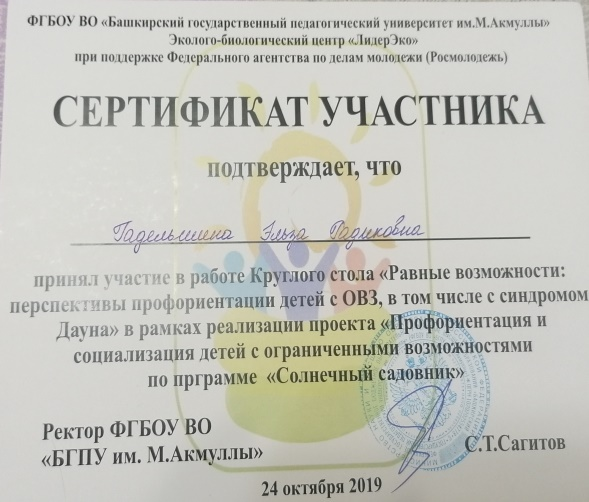 ФГБОУ ВО «Башкирский государственный педагогический университет им.М.Акмуллы»
Эколого-биологический центр «ЛидерЭко»
при поддержке Федерального агентства по делам молодежи (Росмолодежь)
СЕРТИФИКАТ УЧАСТНИКА
подтверждает, что
Гадельшина Эльза Радиковна
принял участие в работе Круглого стола «Равные возможности:
перспективы профориентации детей с ОВЗ, в том числе с синдромом
Дауна» в рамках реализации проекта «Профориентация и
социализация детей с ограниченными возможностями
по прграмме «Солнечный садовник»
Ректор ФГБОУ ВО
«БГПУ им. М.Акмуллы»
С.Т.Сагитов
24 октября 2019